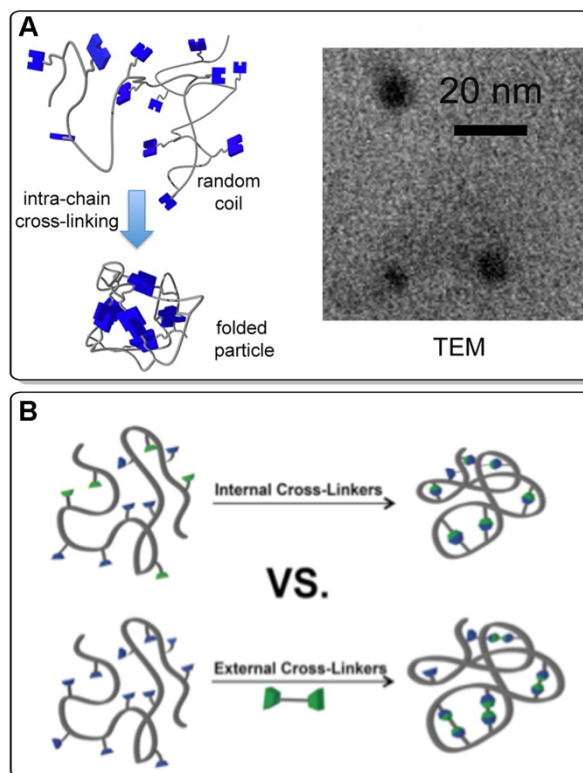 A
20 nm
random
coil
intra-chain
cross-linking
folded
particle
TEM
B
Internal Cross-Linkers
VS.
External Cross-Linkers